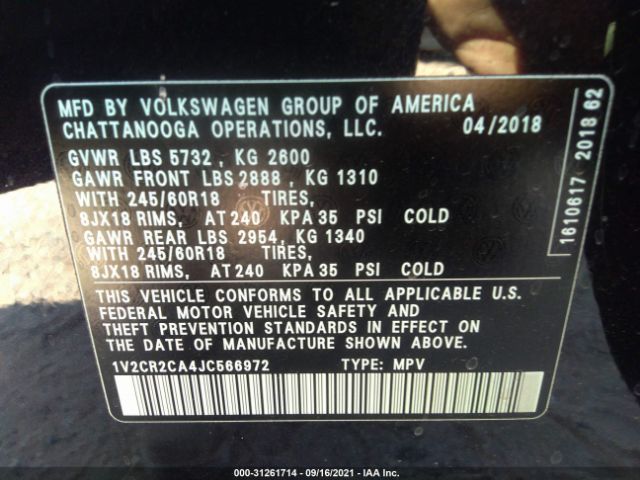 MFD BY VOLKSWAGEN GROUP OF AMERICA
CHATTANOOGA OPERATIONS, LLC. 04/2018
GVWR LBS 5732 , KG 2600
GAWR FRONT LBS 2888 , KG 1310
WITH 245/60R18 TIRES,
8JX18 RIMS, AT 240 KPA 35 PSI COLD
GAWR REAR LBS 2954, KG 1340
WITH 245/60R18 TIRES,
8JX18 RIMS, AT 240 KPA 35 PSI COLD
THIS VEHICLE CONFORMS TO ALL APPLICABLE U.S.
FEDERAL MOTOR VEHICLE SAFETY AND
THEFT PREVENTION STANDARDS IN EFFECT ON
THE DATE OF MANUFACTURE SHOWN ABOVE.
1V2CR2CA4JC566972 TYPE: MPV
1610617 2018 62
000-31261714 - 09/16/2021 - IAA Inc.